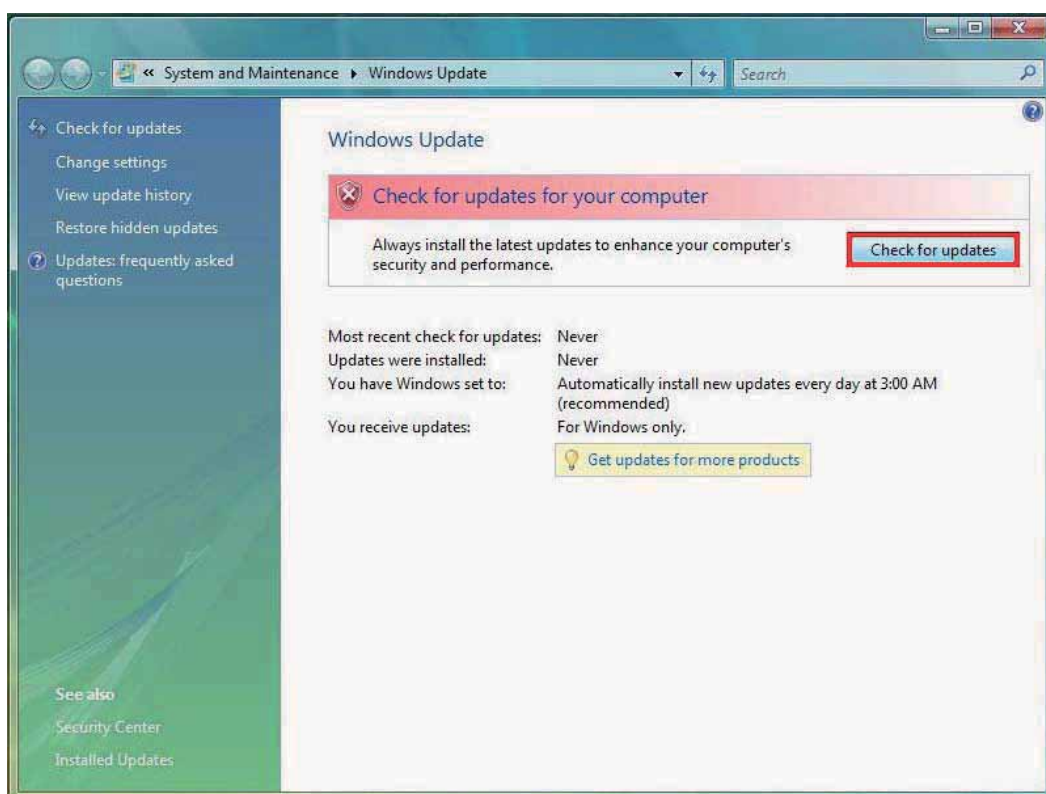 « System and Maintenance ▸ Windows Update
Search
Check for updates
Change settings
View update history
Restore hidden updates
Updates: frequently asked
questions
See also
Security Center
Installed Updates
Windows Update
Check for updates for your computer
Always install the latest updates to enhance your computer's
security and performance.
Check for updates
Most recent check for updates: Never
Updates were installed: Never
You have Windows set to: Automatically install new updates every day at 3:00 AM
(recommended)
You receive updates: For Windows only.
Get updates for more products